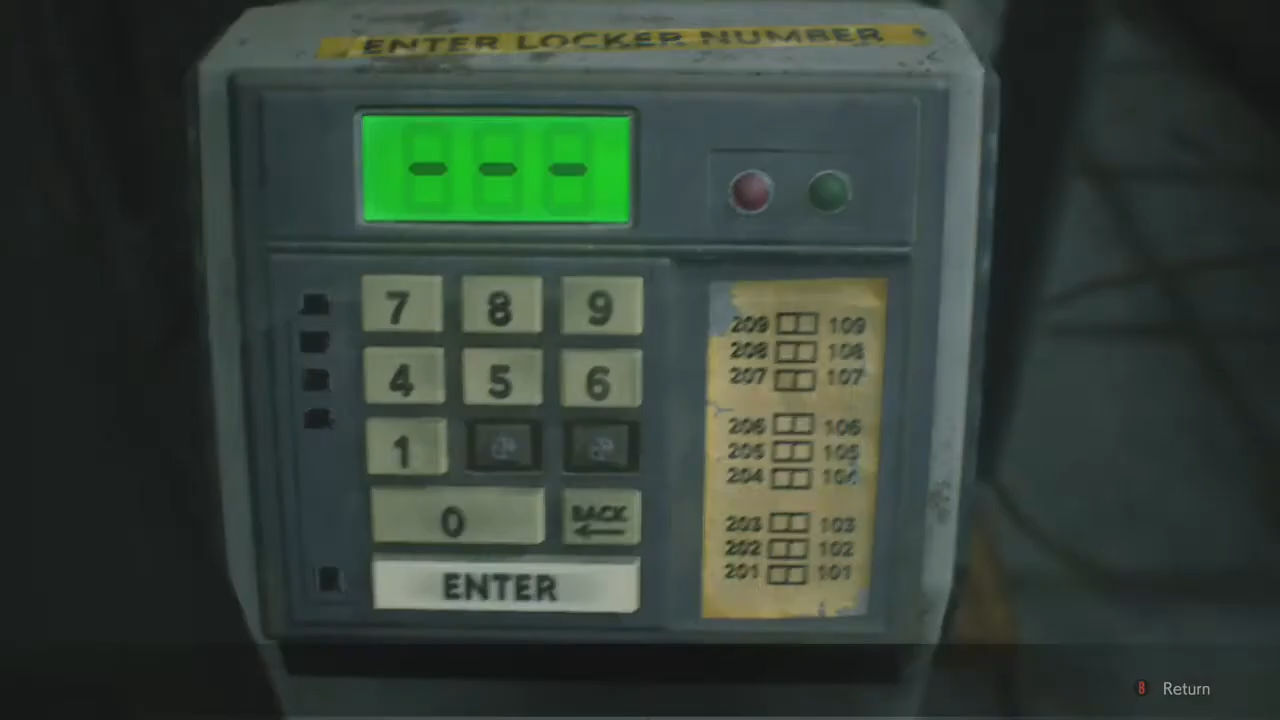 ENTER LOCKER NUMBER
- - -
7 8 9
4 5 6
1
0 BACK
ENTER
209 109
208 108
207 107
206 106
205 105
204 104
203 103
202 102
201 101
B Return